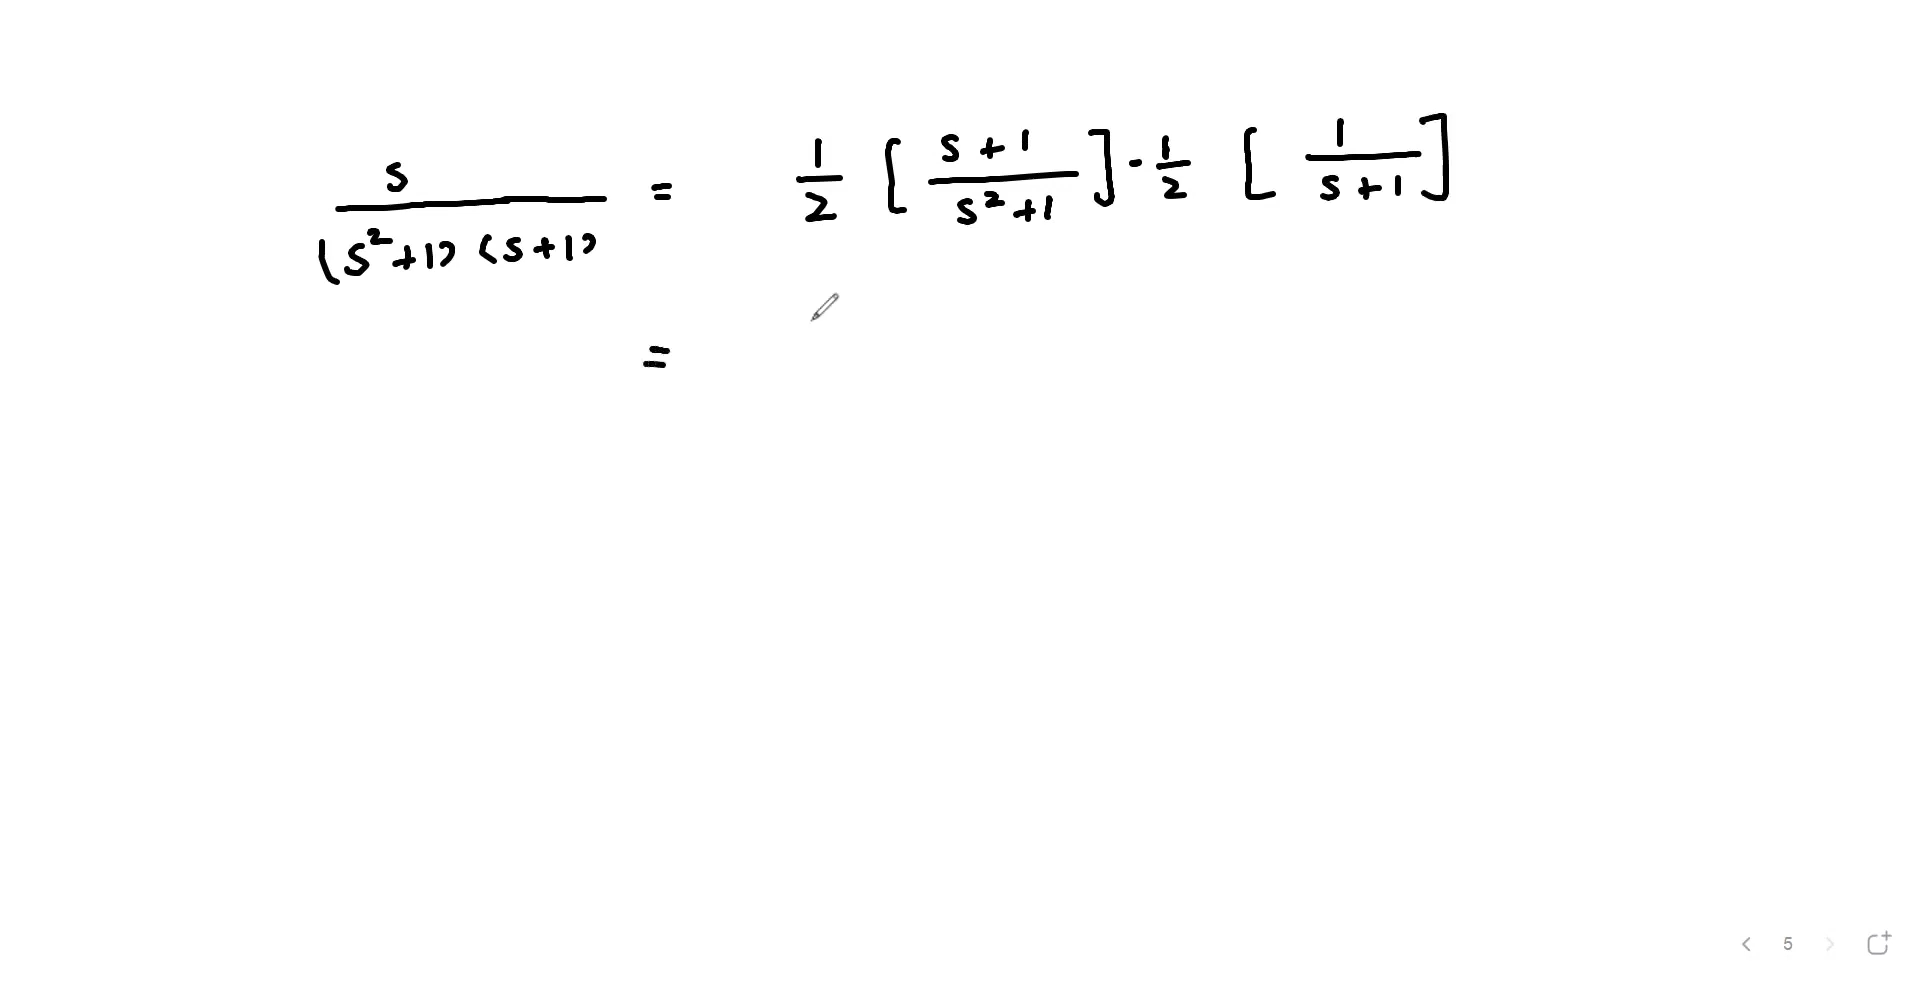 s/((s²+1)(s+1)) = 1/2 [(s+1)/(s²+1)] - 1/2 [1/(s+1)]
=
5